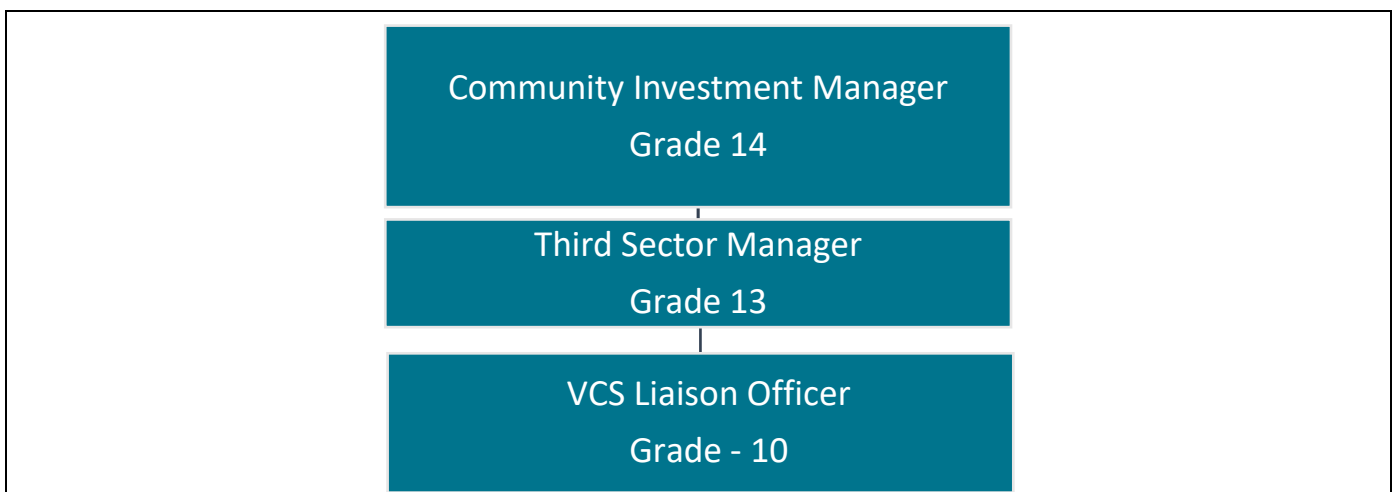 Community Investment Manager
Grade 14
Third Sector Manager
Grade 13
VCS Liaison Officer
Grade - 10